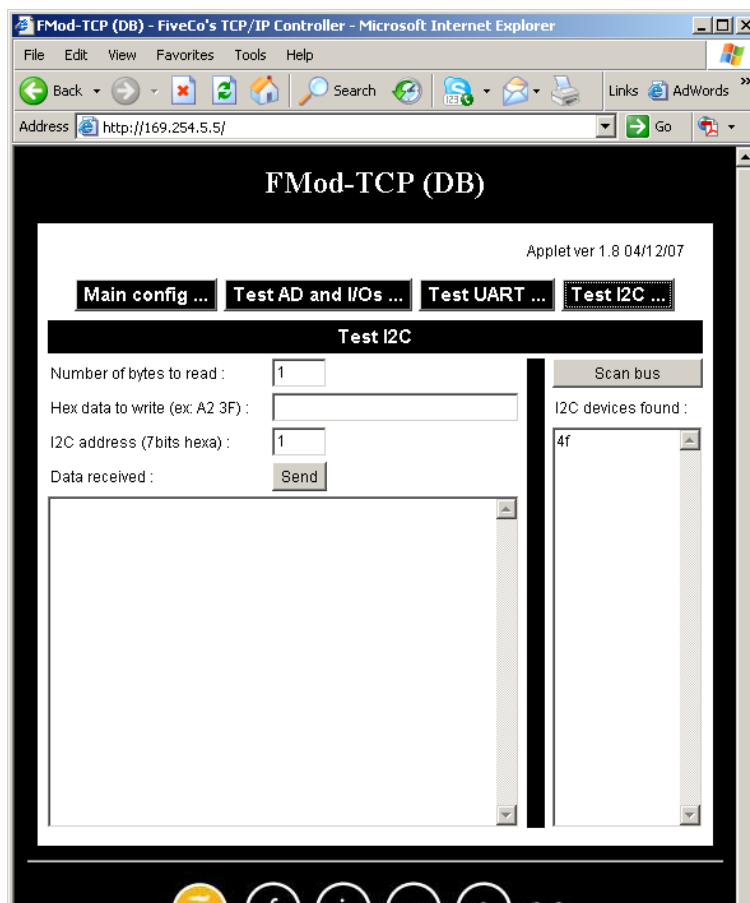 FMod-TCP (DB) - FiveCo's TCP/IP Controller - Microsoft Internet Explorer
File Edit View Favorites Tools Help
Back Search Links AdWords »
Address http://169.254.5.5/ Go
FMod-TCP (DB)
Applet ver 1.8 04/12/07
Main config ... Test AD and I/Os ... Test UART ... Test I2C ...
Test I2C
Number of bytes to read : 1 Scan bus
Hex data to write (ex: A2 3F) : I2C devices found :
I2C address (7bits hexa) : 1 4f
Data received : Send